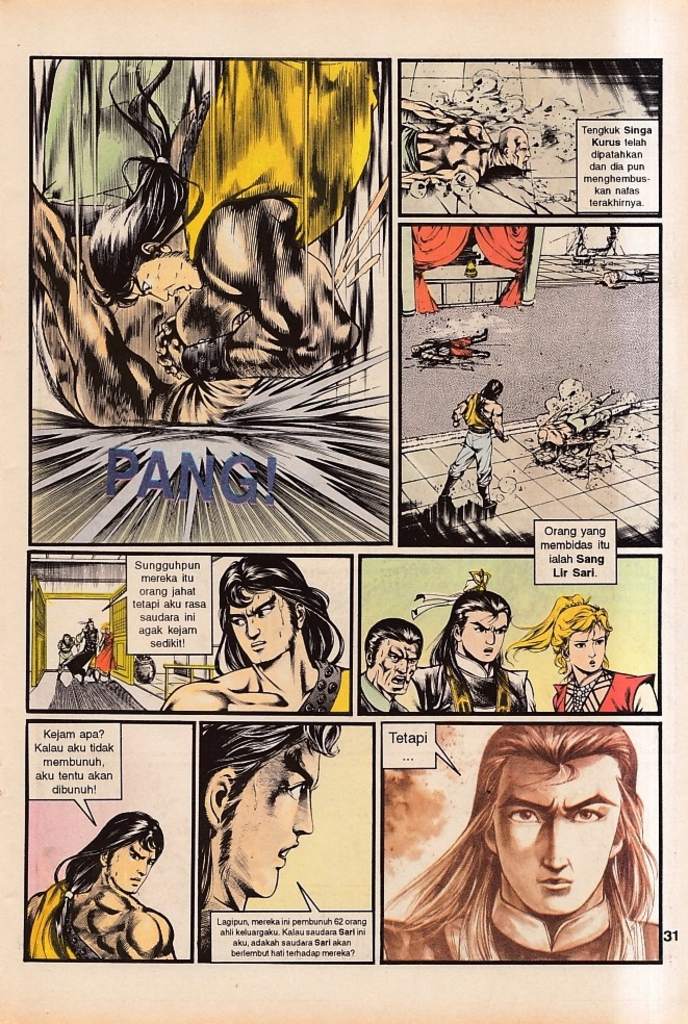 PANG!
Tengkuk Singa
Kurus telah
dipatahkan
dan dia pun
menghembus-
kan nafas
terakhirnya.
Orang yang
membidas itu
ialah Sang
Lir Sari.
Sungguhpun
mereka itu
orang jahat
tetapi aku rasa
saudara ini
agak kejam
sedikit!
Kejam apa?
Kalau aku tidak
membunuh,
aku tentu akan
dibunuh!
Lagipun, mereka ini pembunuh 62 orang
ahli keluargaku. Kalau saudara Sari ini
aku, adakah saudara Sari akan
berlembut hati terhadap mereka?
Tetapi
...
31